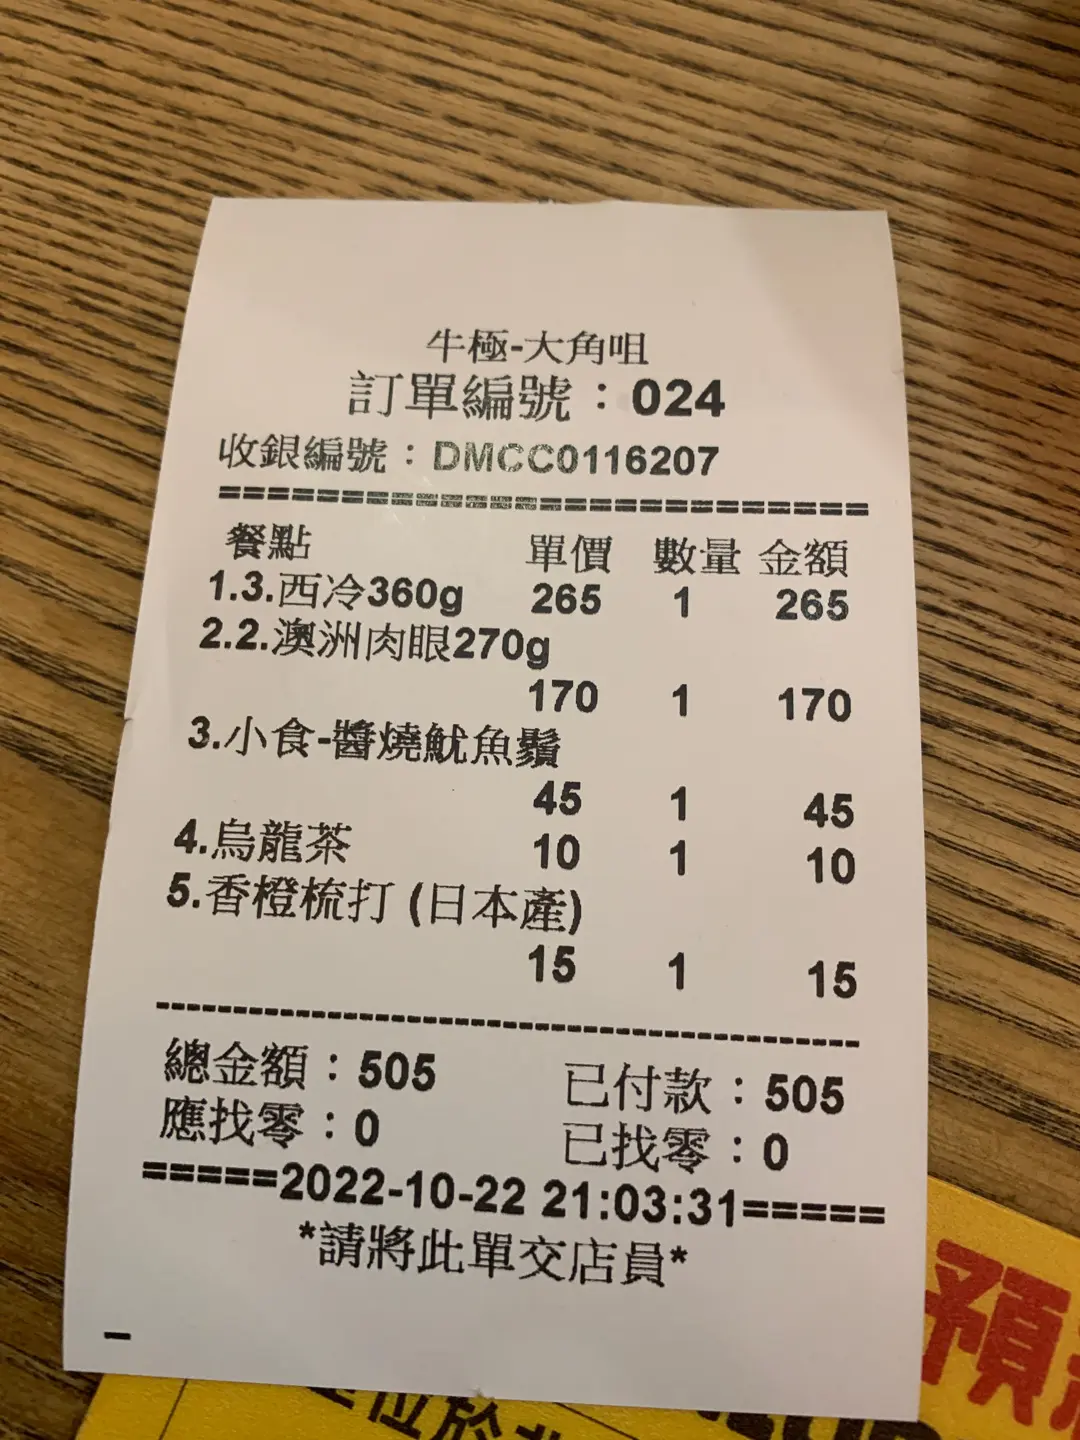 牛極-大角咀
訂單編號：024
收銀編號：DMCC0116207
==========================
餐點 單價 數量 金額
1.3.西冷360g 265 1 265
2.2.澳洲肉眼270g
170 1 170
3.小食-醬燒魷魚鬚
45 1 45
4.烏龍茶 10 1 10
5.香橙梳打 (日本產)
15 1 15
--------------------------------------------
總金額：505 已付款：505
應找零：0 已找零：0
=====2022-10-22 21:03:31=====
*請將此單交店員*
預
位於